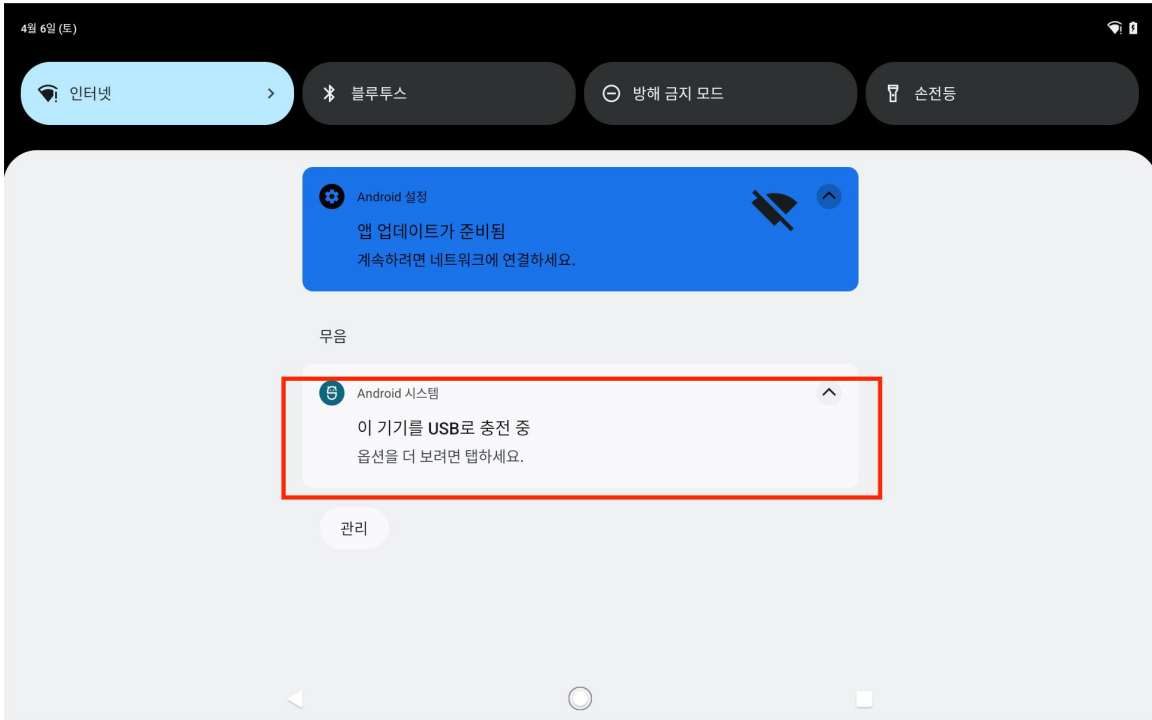 4월 6일 (토)
인터넷
블루투스
방해 금지 모드
손전등
Android 설정
앱 업데이트가 준비됨
계속하려면 네트워크에 연결하세요.
무음
Android 시스템
이 기기를 USB로 충전 중
옵션을 더 보려면 탭하세요.
관리